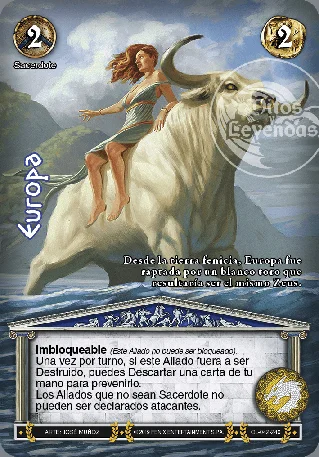 2
2
Sacerdote
Mitos
Leyendas
Europa
Desde la tierra fenicia, Europa fue
raptada por un blanco toro que
resultaría ser el mismo Zeus.
Imbloqueable (Este Aliado no puede ser bloqueado).
Una vez por turno, si este Aliado fuera a ser
Destruido, puedes Descartar una carta de tu
mano para prevenirlo.
Los Aliados que no sean Sacerdote no
pueden ser declarados atacantes.
ARTE: JOSÉ MUÑOZ